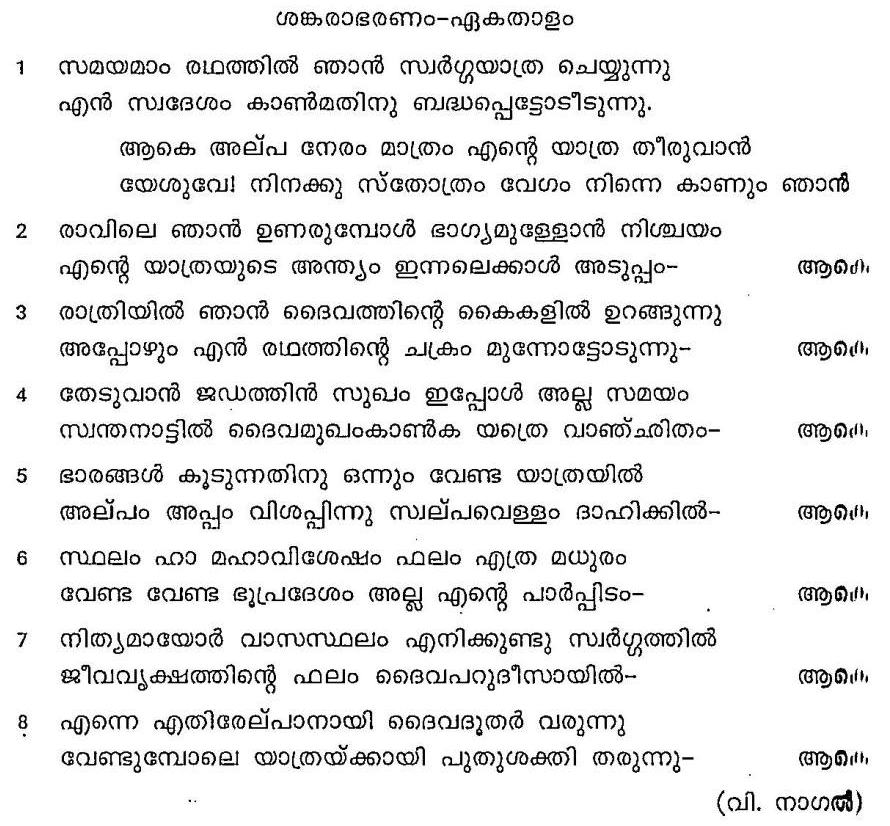 ശങ്കരാഭരണം-ഏകതാളം
1 സമയമാം രഥത്തിൽ ഞാൻ സ്വർഗ്ഗയാത്ര ചെയ്യുന്നു
എൻ സ്വദേശം കാൺമതിനു ബദ്ധപ്പെട്ടോടീടുന്നു.
ആകെ അല്പ നേരം മാത്രം എന്റെ യാത്ര തീരുവാൻ
യേശുവേ! നിനക്കു സ്തോത്രം വേഗം നിന്നെ കാണും ഞാൻ
2 രാവിലെ ഞാൻ ഉണരുമ്പോൾ ഭാഗ്യമുള്ളോൻ നിശ്ചയം
എന്റെ യാത്രയുടെ അന്ത്യം ഇന്നലെക്കാൾ അടുപ്പം- ആകെ
3 രാത്രിയിൽ ഞാൻ ദൈവത്തിന്റെ കൈകളിൽ ഉറങ്ങുന്നു
അപ്പോഴും എൻ രഥത്തിന്റെ ചക്രം മുന്നോട്ടോടുന്നു- ആകെ
4 തേടുവാൻ ജഡത്തിൻ സുഖം ഇപ്പോൾ അല്ല സമയം
സ്വന്തനാട്ടിൽ ദൈവമുഖംകാൺക യത്രെ വാഞ്ഛിതം- ആകെ
5 ഭാരങ്ങൾ കൂടുന്നതിനു ഒന്നും വേണ്ട യാത്രയിൽ
അല്പം അപ്പം വിശപ്പിന്നു സ്വല്പവെള്ളം ദാഹിക്കിൽ- ആകെ
6 സ്ഥലം ഹാ മഹാവിശേഷം ഫലം എത്ര മധുരം
വേണ്ട വേണ്ട ഭൂപ്രദേശം അല്ല എന്റെ പാർപ്പിടം- ആകെ
7 നിത്യമായോർ വാസസ്ഥലം എനിക്കുണ്ടു സ്വർഗ്ഗത്തിൽ
ജീവവൃക്ഷത്തിന്റെ ഫലം ദൈവപറുദീസായിൽ- ആകെ
8 എന്നെ എതിരേല്പാനായി ദൈവദൂതർ വരുന്നു
വേണ്ടുമ്പോലെ യാത്രയ്ക്കായി പുതുശക്തി തരുന്നു- ആകെ
(വി. നാഗൽ)